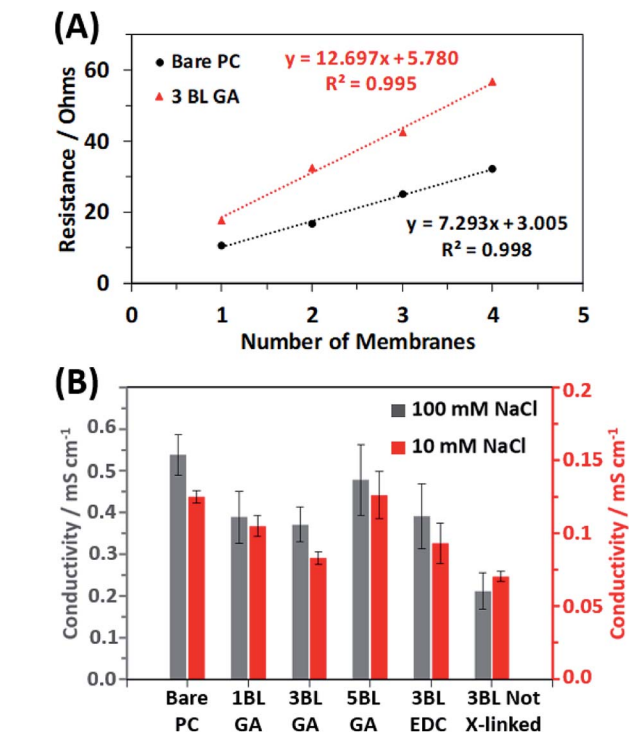 (A)
Bare PC
3 BL GA
y = 12.697x + 5.780
R² = 0.995
y = 7.293x + 3.005
R² = 0.998
Resistance / Ohms
60
40
20
0
0 1 2 3 4 5
Number of Membranes
(B)
100 mM NaCl
10 mM NaCl
Conductivity / mS cm⁻¹
0.6
0.5
0.4
0.3
0.2
0.1
0.0
0.2
0.15
0.1
0.05
0.0
Conductivity / mS cm⁻¹
Bare 1BL 3BL 5BL 3BL 3BL Not
PC GA GA GA EDC X-linked